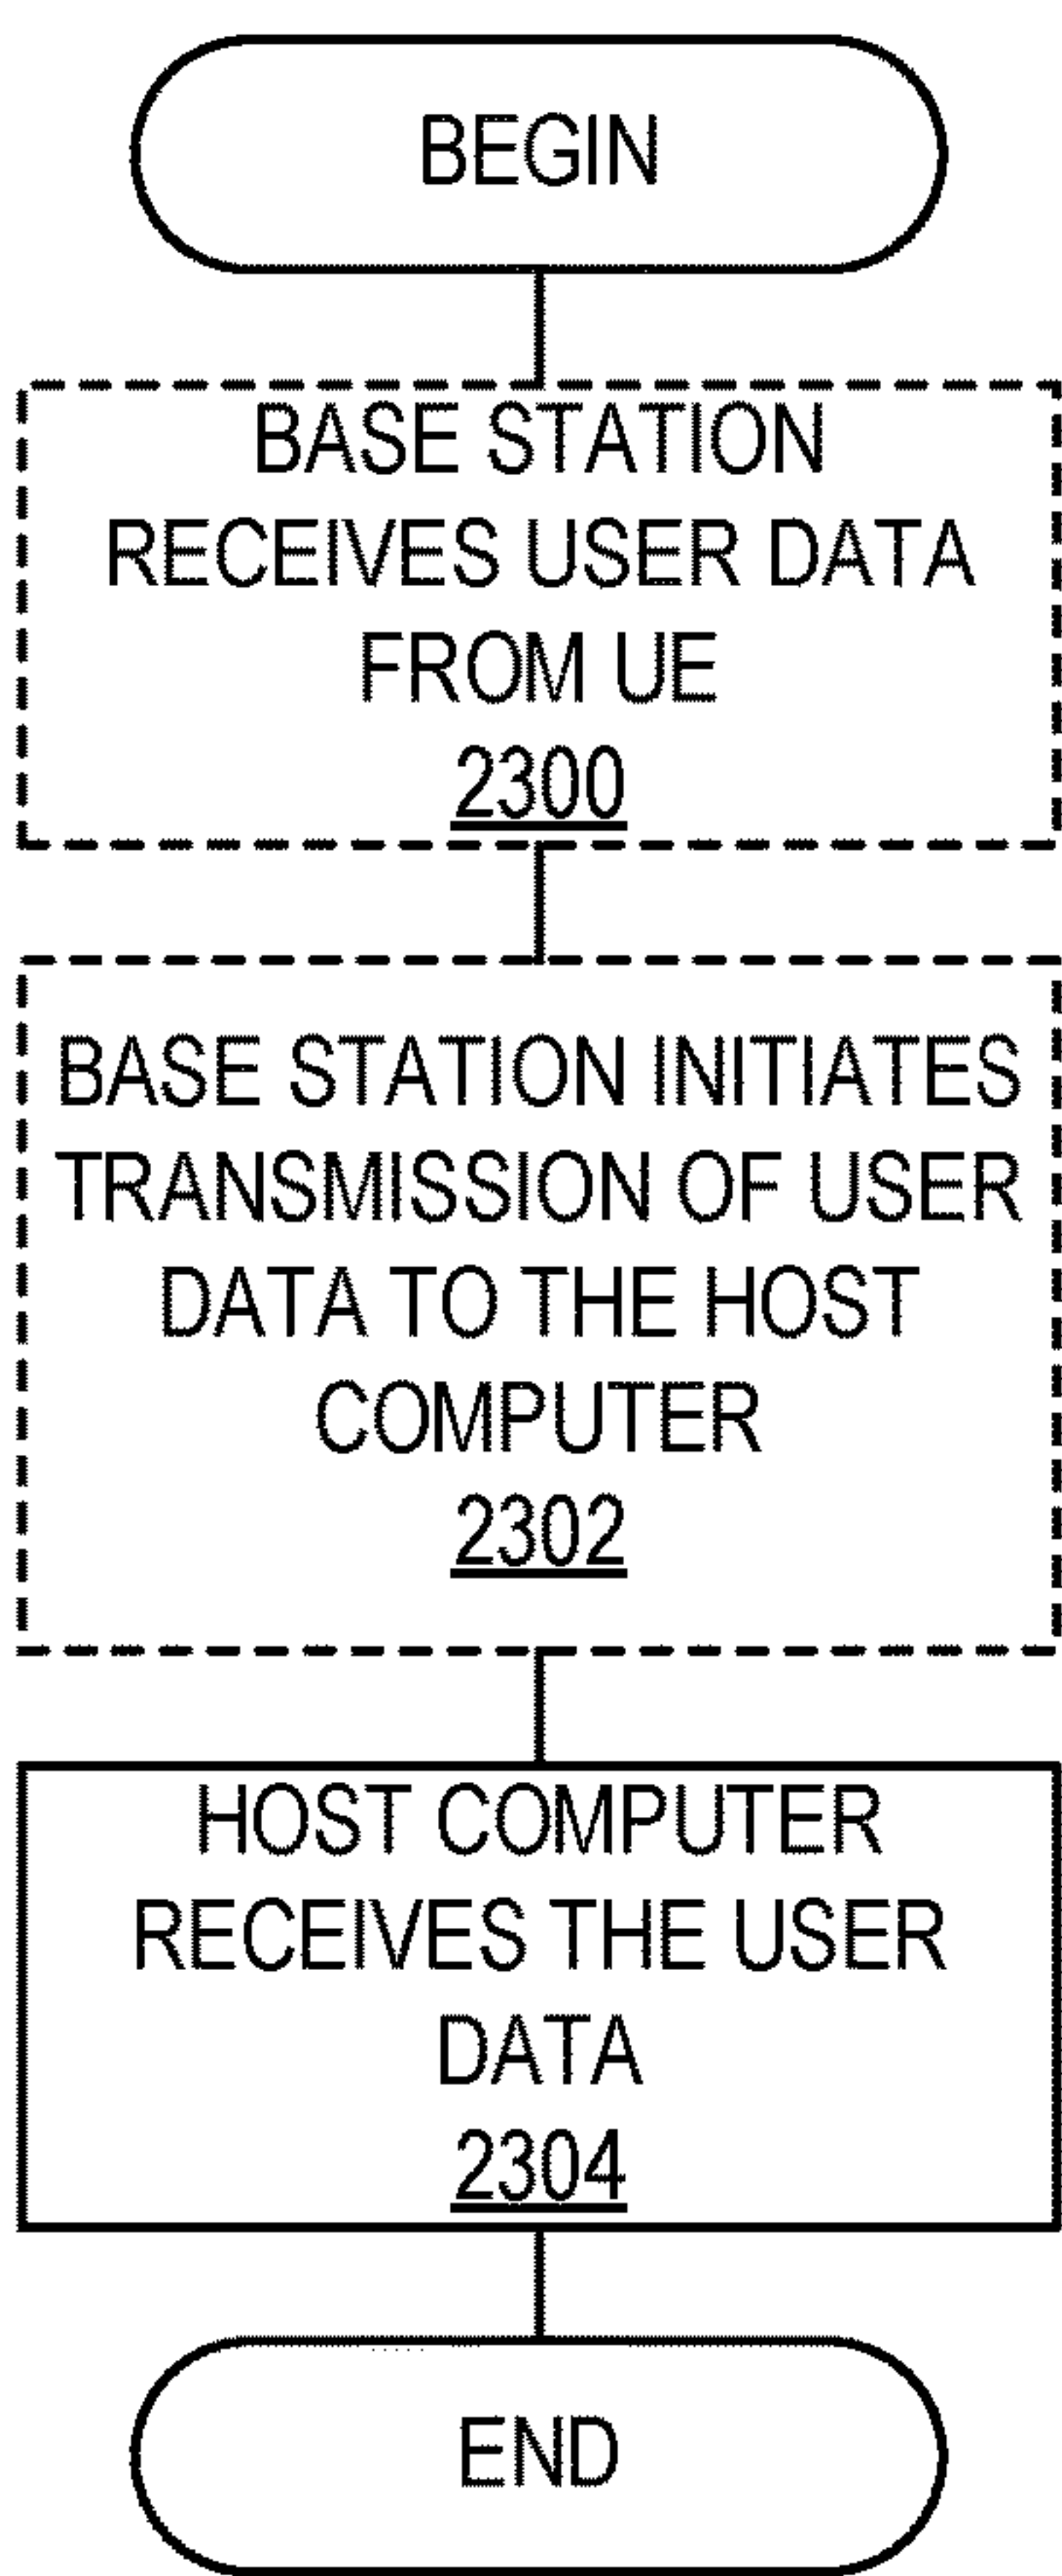 BEGIN
BASE STATION
RECEIVES USER DATA
FROM UE
2300
BASE STATION INITIATES
TRANSMISSION OF USER
DATA TO THE HOST
COMPUTER
2302
HOST COMPUTER
RECEIVES THE USER
DATA
2304
END